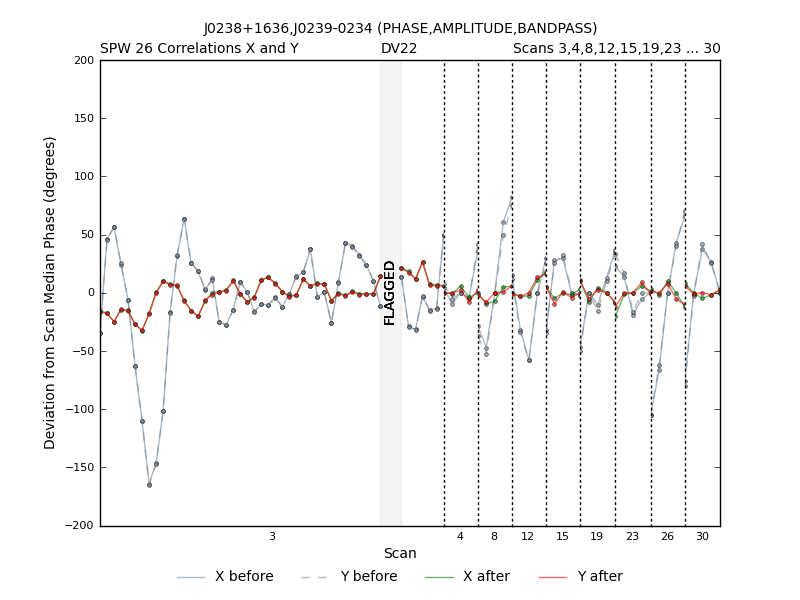 J0238+1636,J0239-0234 (PHASE,AMPLITUDE,BANDPASS)
SPW 26 Correlations X and Y DV22 Scans 3,4,8,12,15,19,23 ... 30
200
150
100
50
0
−50
−100
−150
−200
Deviation from Scan Median Phase (degrees)
FLAGGED
3 4 8 12 15 19 23 26 30
Scan
X before Y before X after Y after